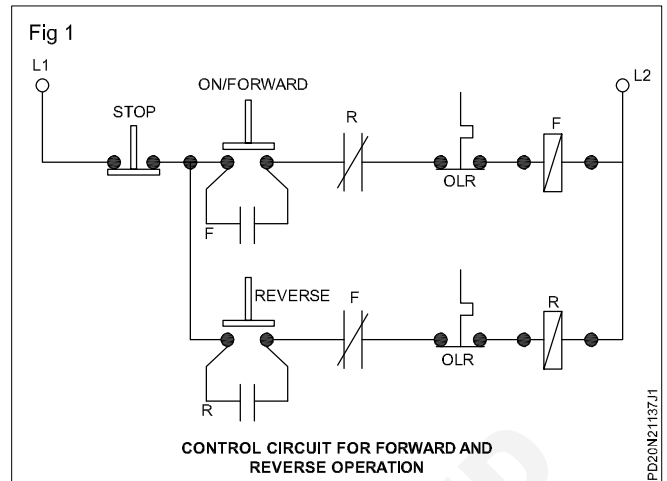 Fig 1
L1
L2
ON/FORWARD
STOP
R
F
OLR
F
REVERSE
F
R
OLR
R
CONTROL CIRCUIT FOR FORWARD AND
REVERSE OPERATION
PD20N21137J1